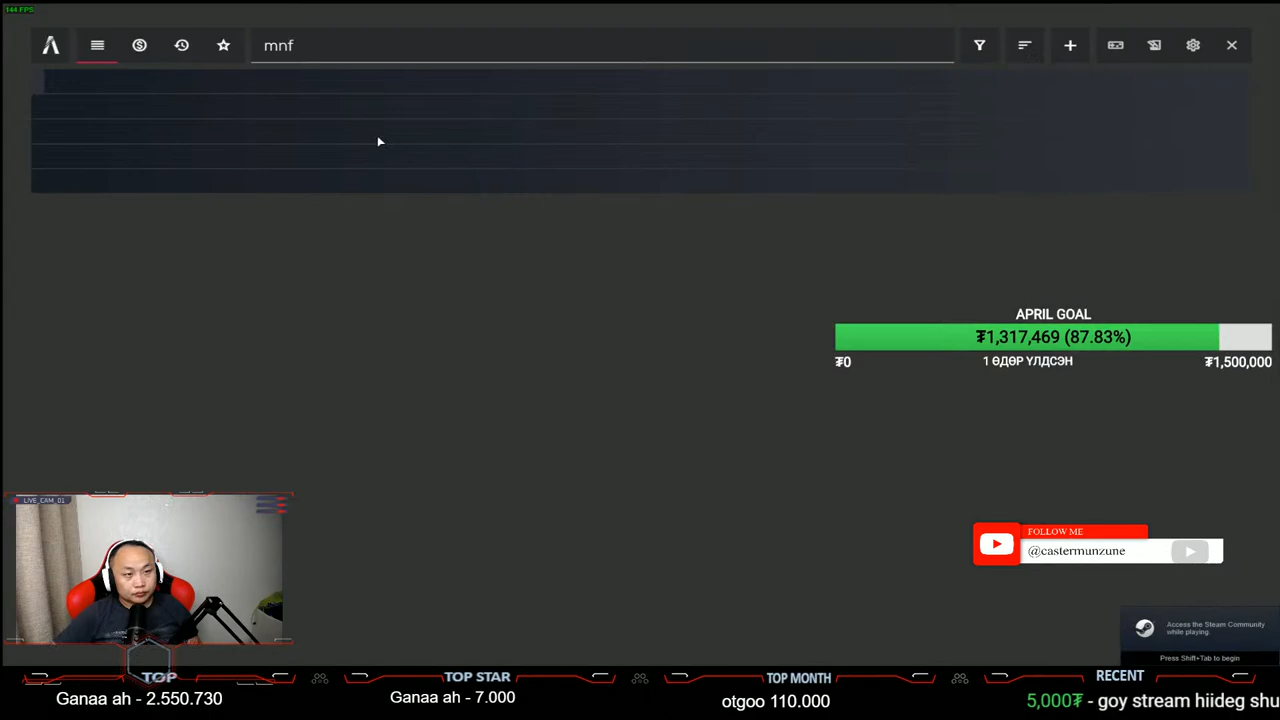 144 FPS
mnf
APRIL GOAL
₮1,317,469 (87.83%)
₮0
1 ӨДӨР ҮЛДСЭН
₮1,500,000
LIVE_CAM_01
FOLLOW ME
@castermunzune
Access the Steam Community
while playing.
Press Shift+Tab to begin
TOP
Ganaa ah - 2.550.730
TOP STAR
Ganaa ah - 7.000
TOP MONTH
otgoo 110.000
RECENT
5,000₮ - goy stream hiideg shu